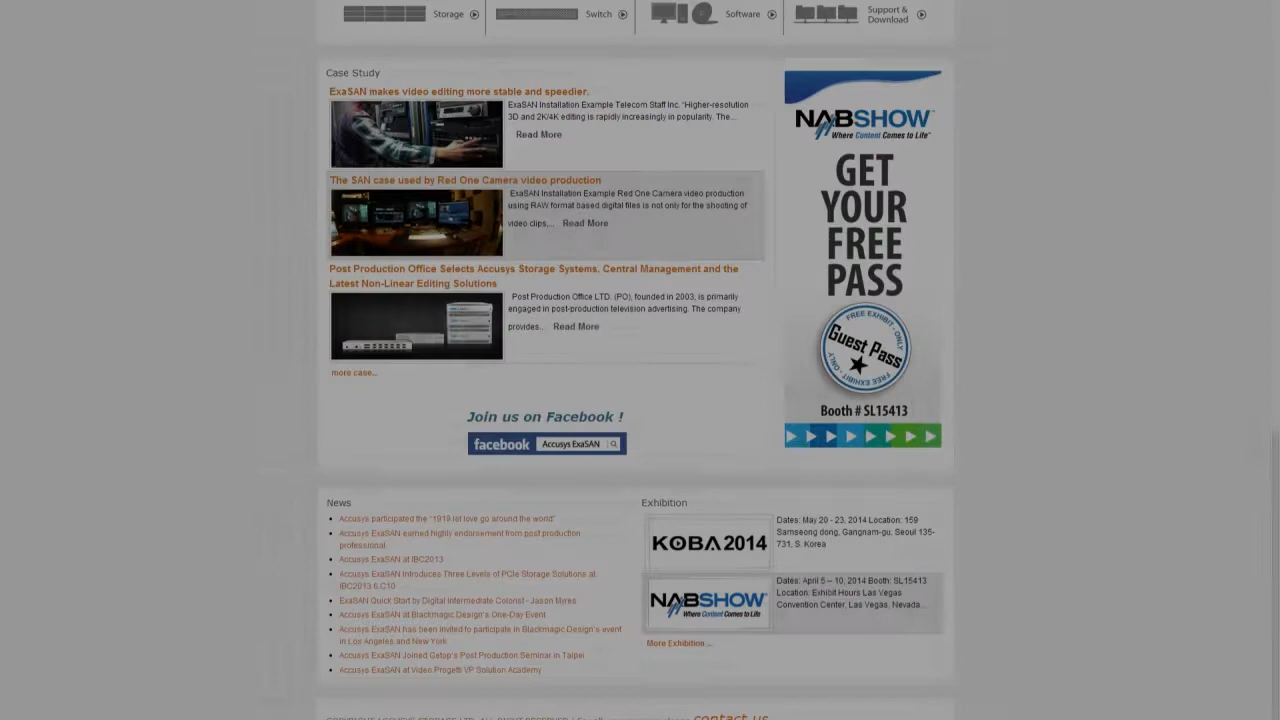 Storage
Switch
Software
Support &
Download
Case Study
ExaSAN makes video editing more stable and speedier.
ExaSAN Installation Example Telecom Staff Inc. "Higher-resolution
3D and 2K/4K editing is rapidly increasingly in popularity. The...
Read More
The SAN case used by Red One Camera video production
ExaSAN Installation Example Red One Camera video production
using RAW format based digital files is not only for the shooting of
video clips,... Read More
Post Production Office Selects Accusys Storage Systems, Central Management and the
Latest Non-Linear Editing Solutions
Post Production Office LTD. (PO), founded in 2003, is primarily
engaged in post-production television advertising. The company
provides... Read More
more case...
Join us on Facebook !
facebook Accusys ExaSAN
NABSHOW
Where Content Comes to Life
GET
YOUR
FREE
PASS
FREE EXHIBIT - ONLY
Guest Pass
FREE EXHIBIT - ONLY
Booth # SL15413
News
Accusys participated the "1919 lot love go around the world"
Accusys ExaSAN earned highly endorsement from post production
professional
Accusys ExaSAN at IBC2013
Accusys ExaSAN Introduces Three Levels of PCIe Storage Solutions at
IBC2013 6.C10
ExaSAN Quick Start by Digital Intermediate Colorist - Jason Myres
Accusys ExaSAN at Blackmagic Design's One-Day Event
Accusys ExaSAN has been invited to participate in Blackmagic Design's event
in Los Angeles and New York
Accusys ExaSAN Joined Getop's Post Production Seminar in Taipei
Accusys ExaSAN at Video Progetti VP Solution Academy
Exhibition
KOBA 2014
Dates: May 20 - 23, 2014 Location: 159
Samseong dong, Gangnam-gu, Seoul 135-
731, S. Korea
NABSHOW
Where Content Comes to Life
Dates: April 5 – 10, 2014 Booth: SL15413
Location: Exhibit Hours Las Vegas
Convention Center, Las Vegas, Nevada...
More Exhibition ...
contact us